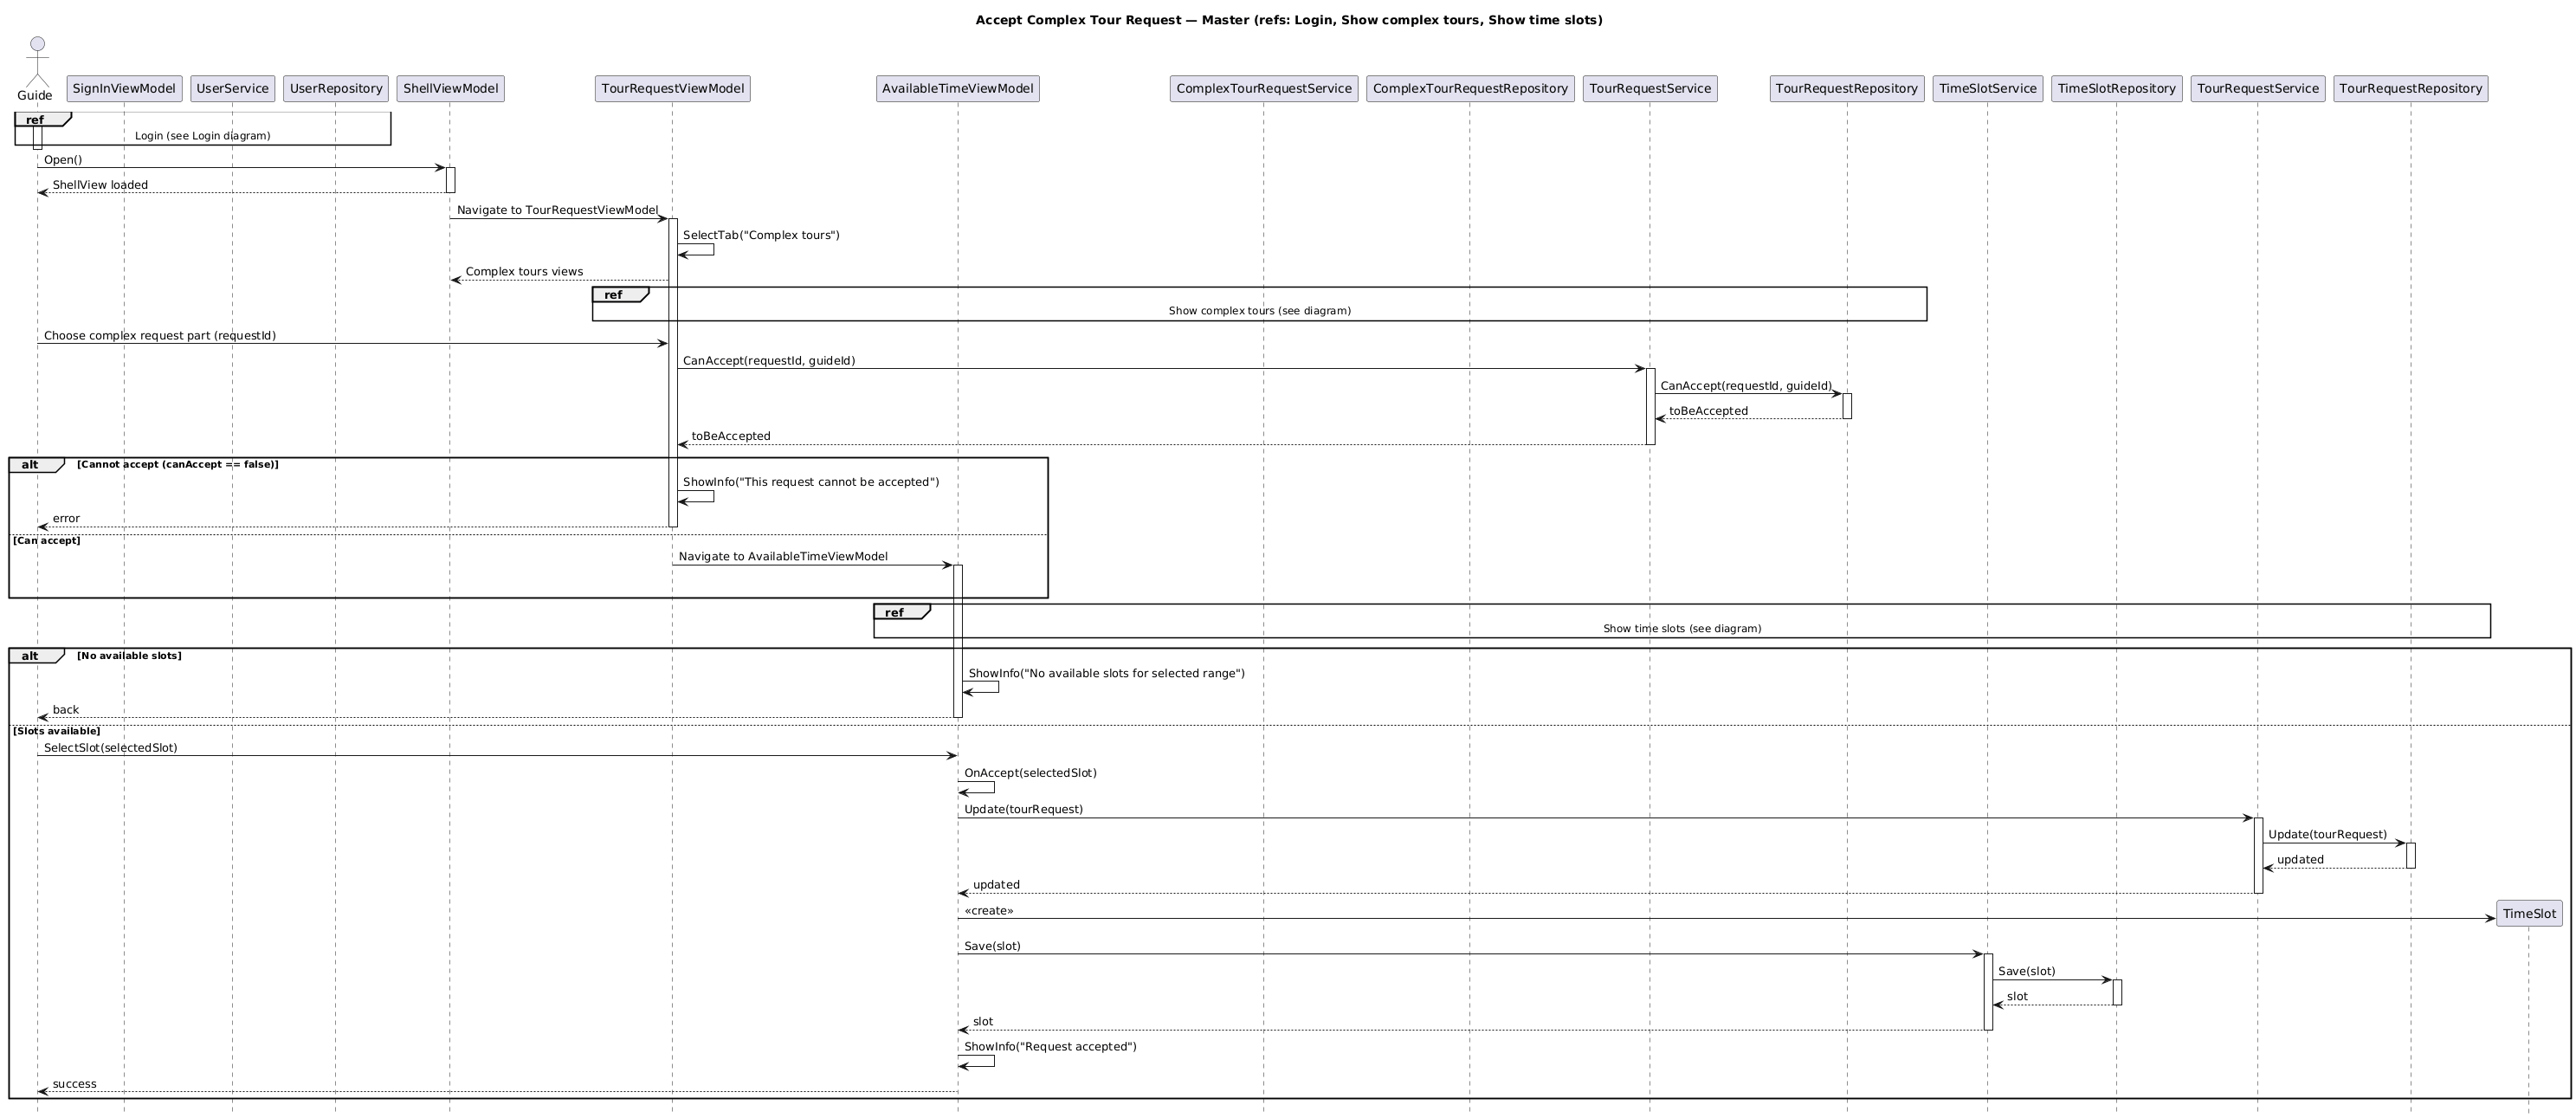 Accept Complex Tour Request — Master (refs: Login, Show complex tours, Show time slots)
Guide
SignInViewModel
UserService
UserRepository
ShellViewModel
TourRequestViewModel
AvailableTimeViewModel
ComplexTourRequestService
ComplexTourRequestRepository
TourRequestService
TourRequestRepository
TimeSlotService
TimeSlotRepository
TourRequestService
TourRequestRepository
ref
Login (see Login diagram)
Open()
ShellView loaded
Navigate to TourRequestViewModel
SelectTab("Complex tours")
Complex tours views
ref
Show complex tours (see diagram)
Choose complex request part (requestId)
CanAccept(requestId, guideId)
CanAccept(requestId, guideId)
toBeAccepted
toBeAccepted
alt
[Cannot accept (canAccept == false)]
ShowInfo("This request cannot be accepted")
error
[Can accept]
Navigate to AvailableTimeViewModel
ref
Show time slots (see diagram)
alt
[No available slots]
ShowInfo("No available slots for selected range")
back
[Slots available]
SelectSlot(selectedSlot)
OnAccept(selectedSlot)
Update(tourRequest)
Update(tourRequest)
updated
updated
«create»
TimeSlot
Save(slot)
Save(slot)
slot
slot
ShowInfo("Request accepted")
success